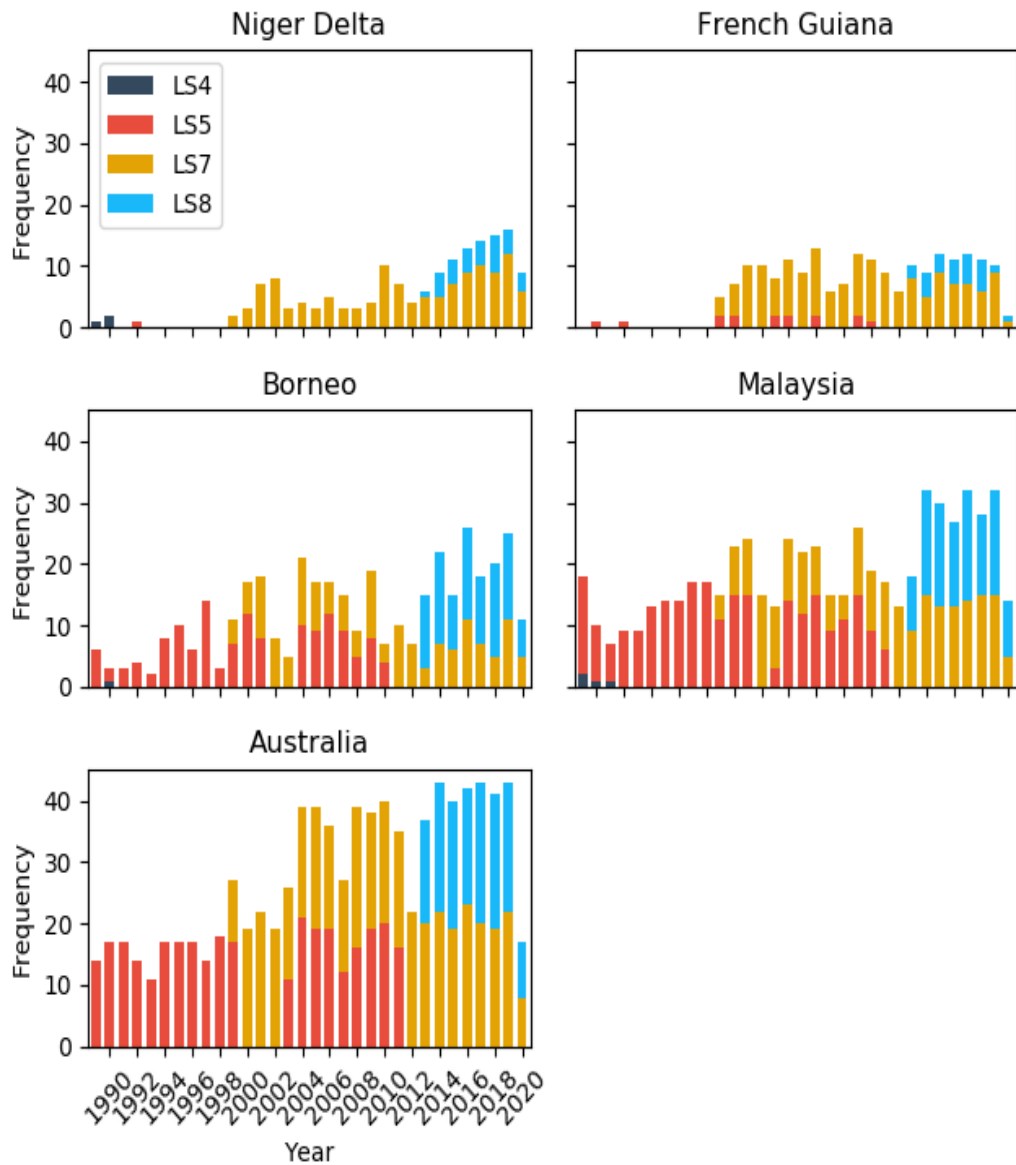 Niger Delta
French Guiana
40
30
20
10
0
Frequency
LS4
LS5
LS7
LS8
Borneo
Malaysia
40
30
20
10
0
Frequency
Australia
40
30
20
10
0
Frequency
1990 1992 1994 1996 1998 2000 2002 2004 2006 2008 2010 2012 2014 2016 2018 2020
Year